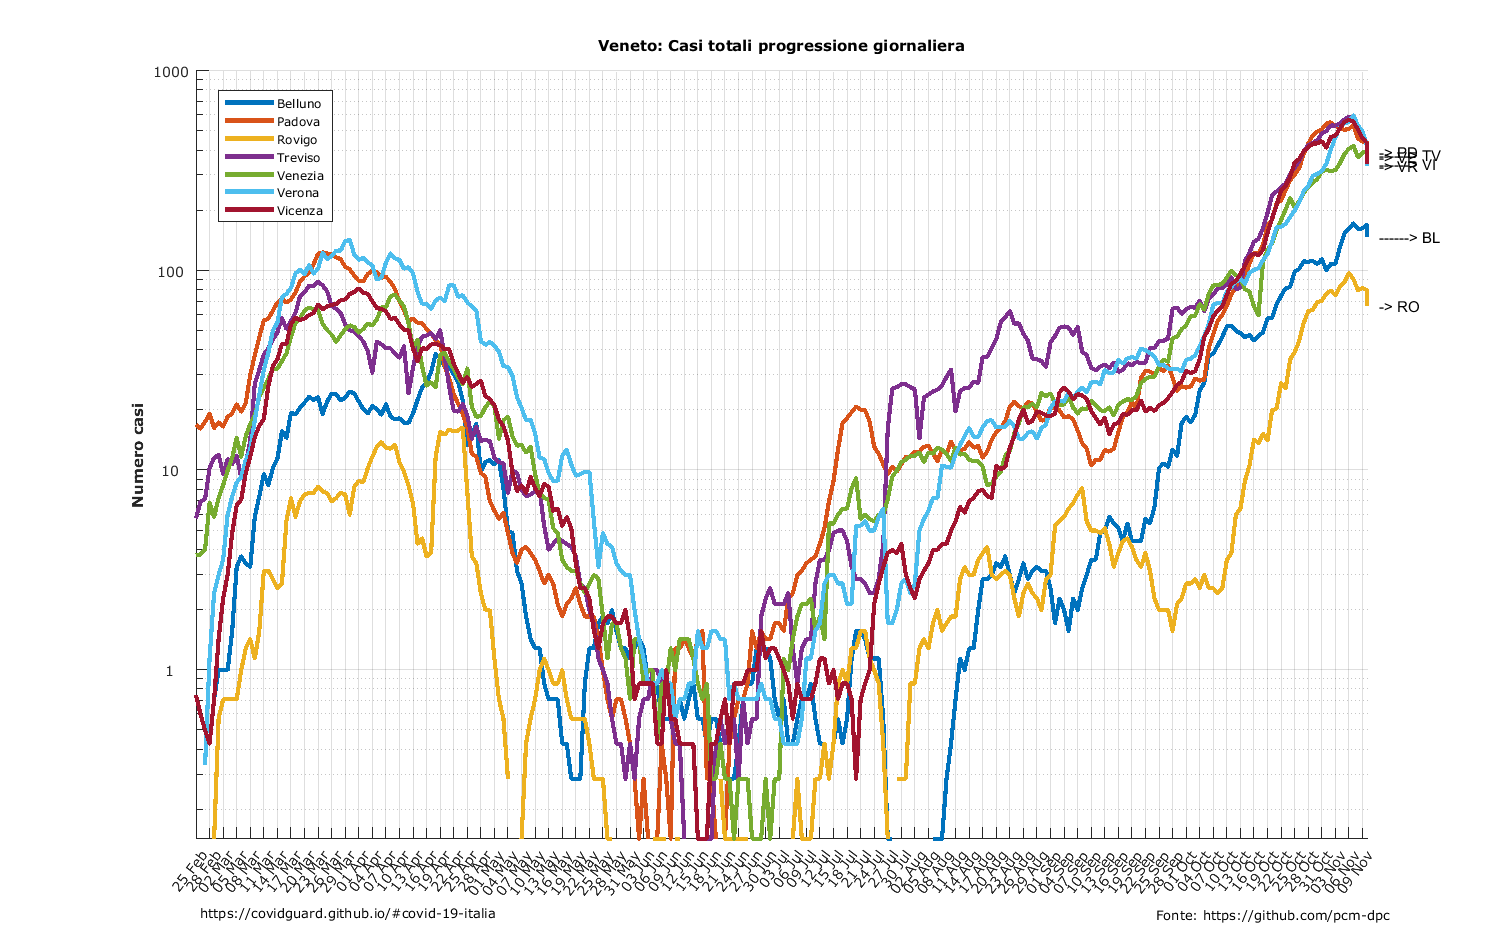 Veneto: Casi totali progressione giornaliera
1000
100
10
1
Numero casi
Belluno
Padova
Rovigo
Treviso
Venezia
Verona
Vicenza
-> PD
TV
VI
-> VR
------> BL
-> RO
25 Feb
28 Feb
02 Mar
05 Mar
08 Mar
11 Mar
14 Mar
17 Mar
20 Mar
23 Mar
26 Mar
29 Mar
01 Apr
04 Apr
07 Apr
10 Apr
13 Apr
16 Apr
19 Apr
22 Apr
25 Apr
28 Apr
01 May
04 May
07 May
10 May
13 May
16 May
19 May
22 May
25 May
28 May
31 May
03 Jun
06 Jun
09 Jun
12 Jun
15 Jun
18 Jun
21 Jun
24 Jun
27 Jun
30 Jun
03 Jul
06 Jul
09 Jul
12 Jul
15 Jul
18 Jul
21 Jul
24 Jul
27 Jul
30 Jul
02 Aug
05 Aug
08 Aug
11 Aug
14 Aug
17 Aug
20 Aug
23 Aug
26 Aug
29 Aug
01 Sep
04 Sep
07 Sep
10 Sep
13 Sep
16 Sep
19 Sep
22 Sep
25 Sep
28 Sep
01 Oct
04 Oct
07 Oct
10 Oct
13 Oct
16 Oct
19 Oct
22 Oct
25 Oct
28 Oct
31 Oct
03 Nov
06 Nov
09 Nov
https://covidguard.github.io/#covid-19-italia
Fonte: https://github.com/pcm-dpc